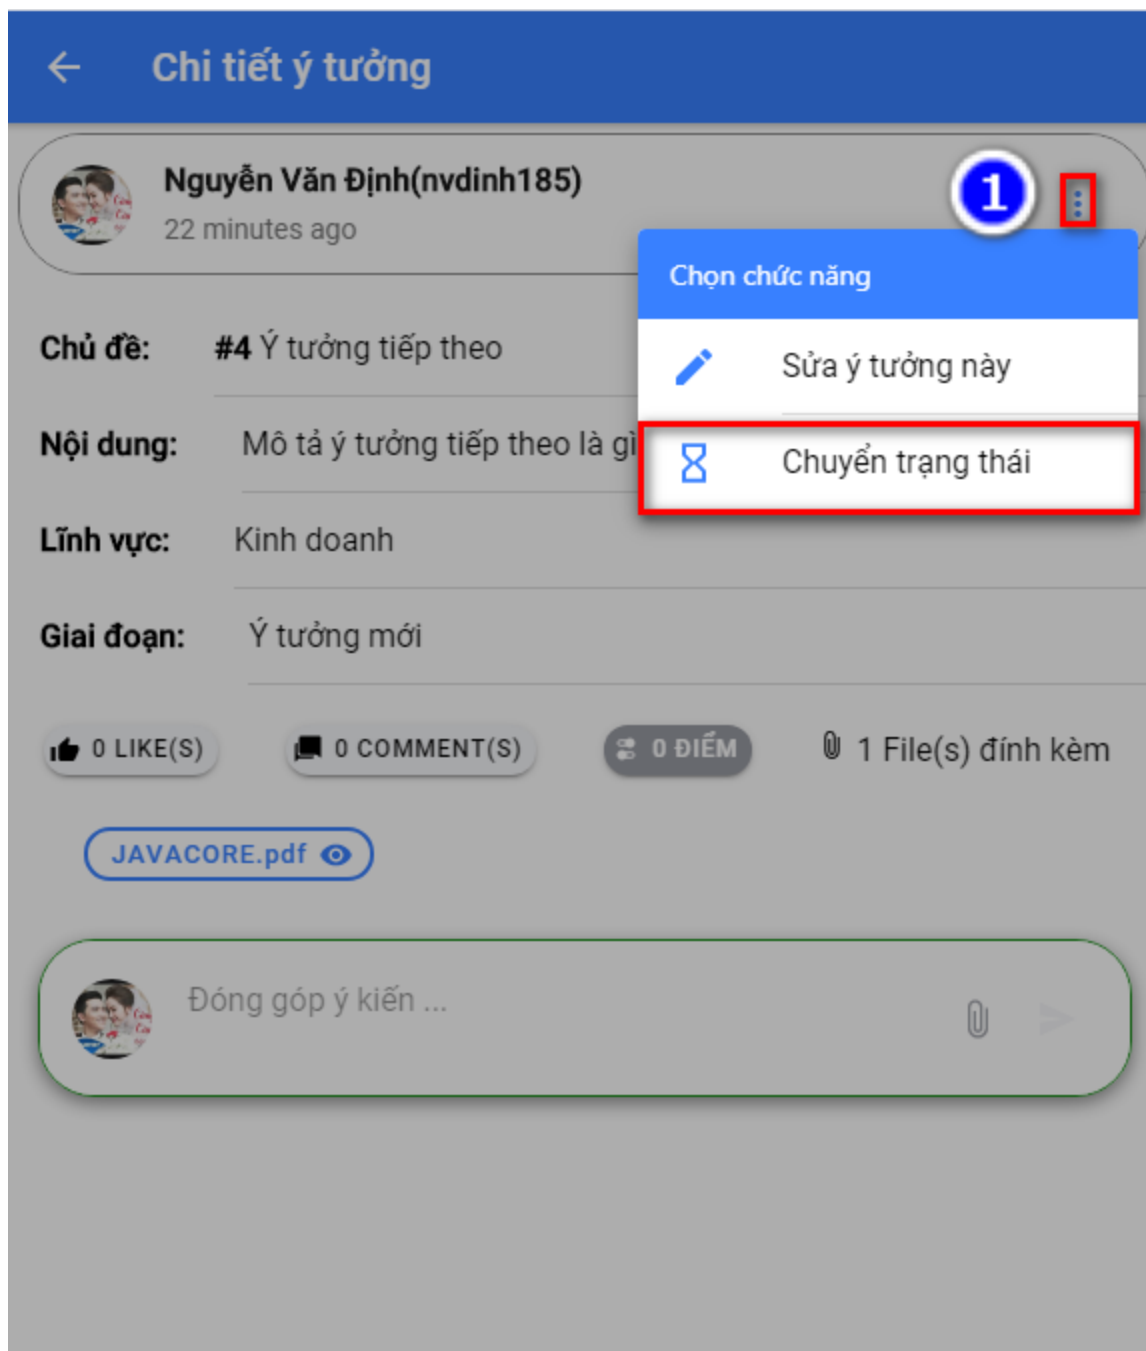 Chi tiết ý tưởng
Nguyễn Văn Định(nvdinh185)
22 minutes ago
1
Chọn chức năng
Sửa ý tưởng này
Chuyển trạng thái
Chủ đề: #4 Ý tưởng tiếp theo
Nội dung: Mô tả ý tưởng tiếp theo là gì
Lĩnh vực: Kinh doanh
Giai đoạn: Ý tưởng mới
0 LIKE(S) 0 COMMENT(S) 0 ĐIỂM 1 File(s) đính kèm
JAVACORE.pdf
Đóng góp ý kiến ...